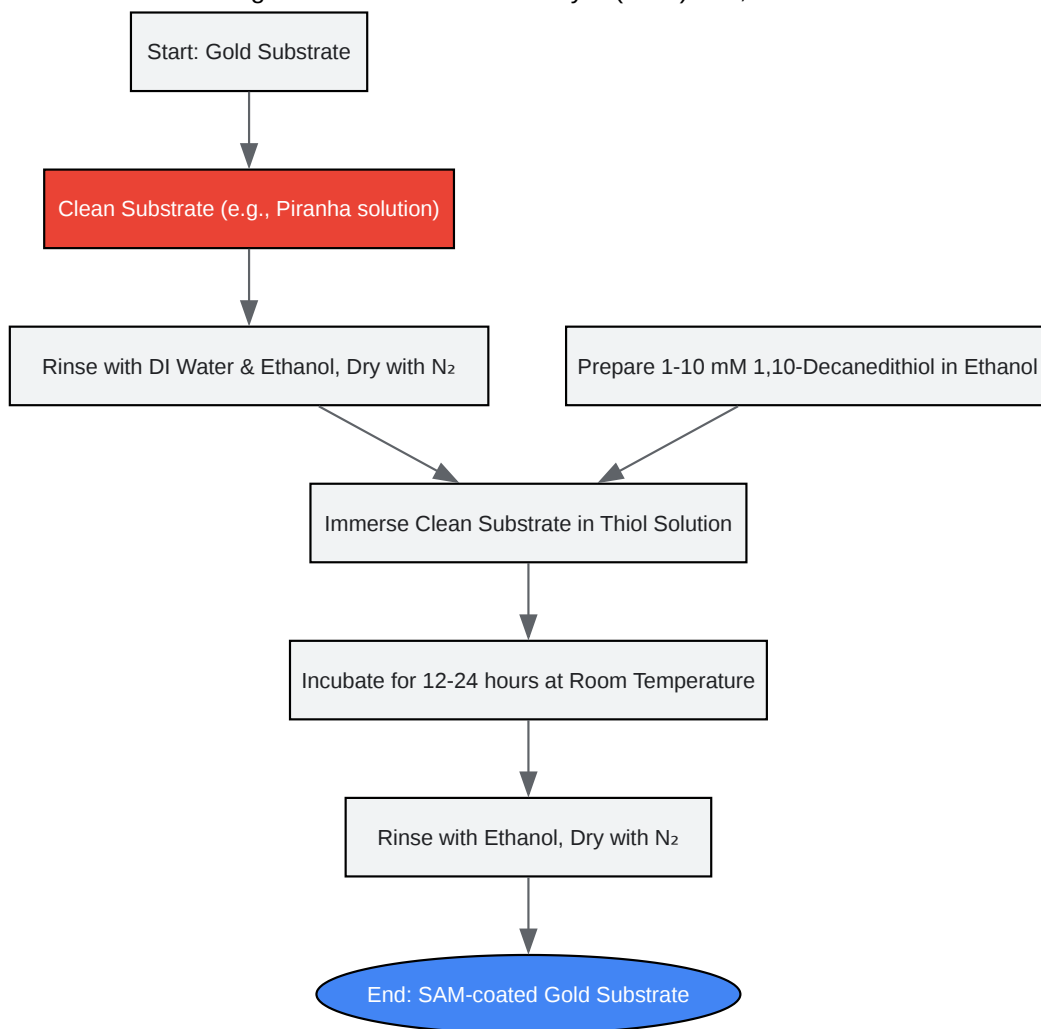 Start: Gold Substrate
Clean Substrate (e.g., Piranha solution)
Rinse with DI Water & Ethanol, Dry with N₂
Prepare 1-10 mM 1,10-Decanedithiol in Ethanol
Immerse Clean Substrate in Thiol Solution
Incubate for 12-24 hours at Room Temperature
Rinse with Ethanol, Dry with N₂
End: SAM-coated Gold Substrate